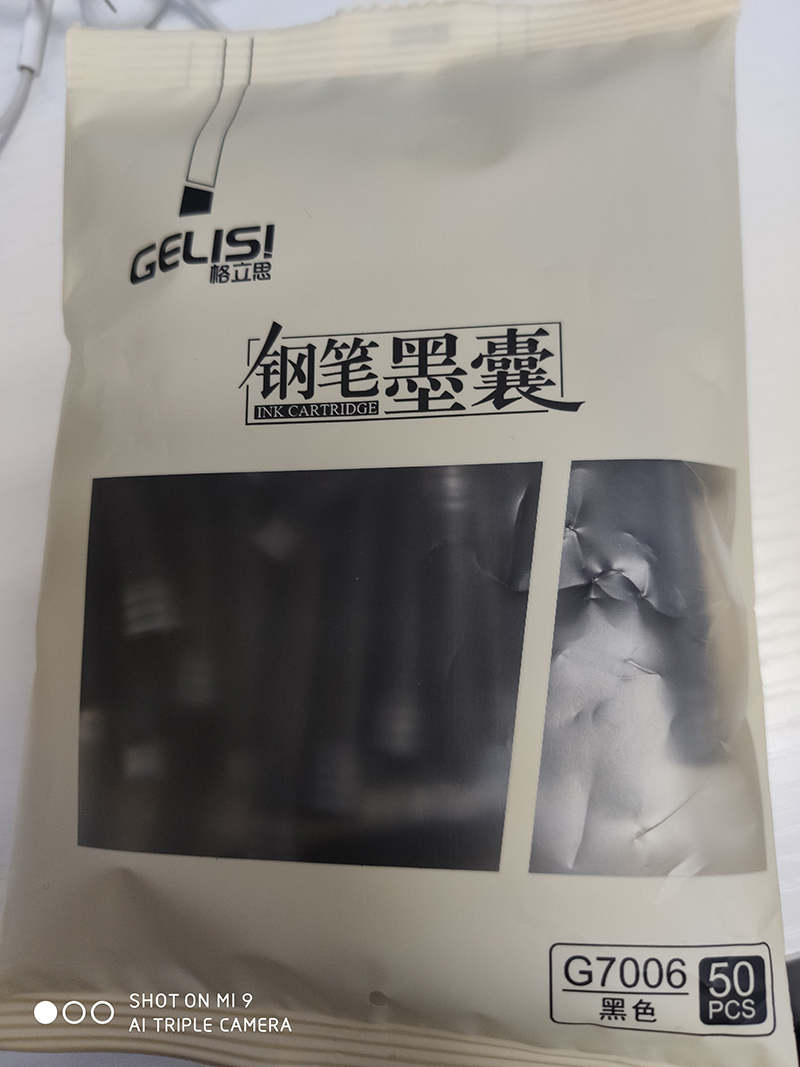 GELISI
格立思
钢笔墨囊
INK CARTRIDGE
G7006
黑色
50
PCS
SHOT ON MI 9
AI TRIPLE CAMERA